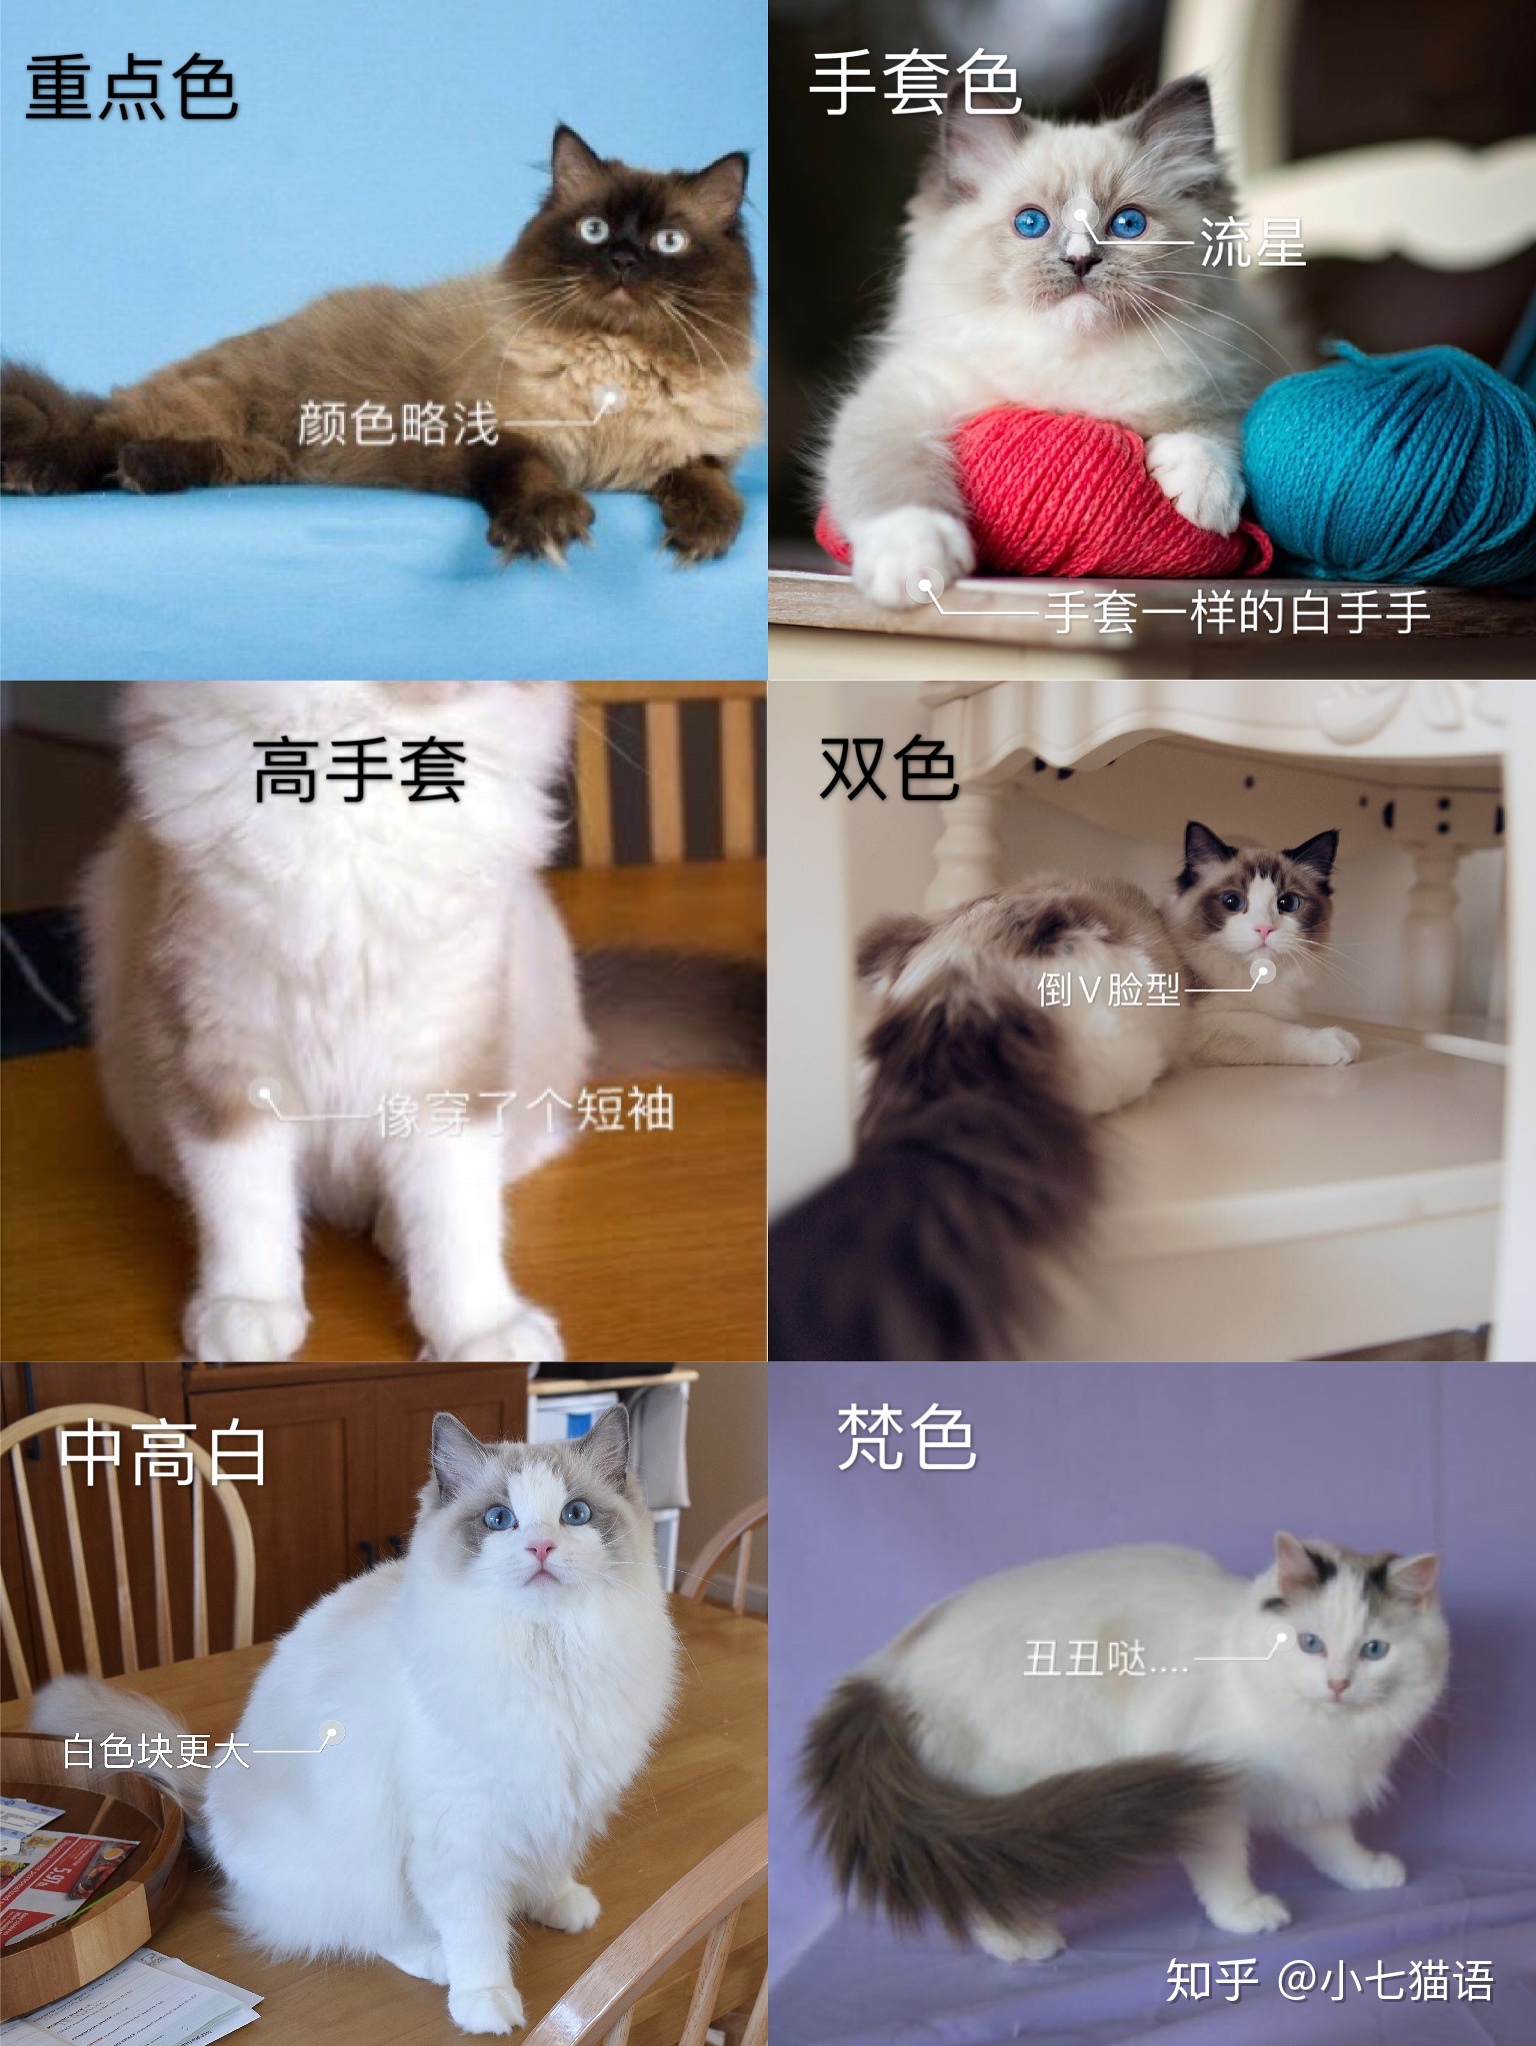 重点色
手套色
流星
颜色略浅
手套一样的白手手
高手套
双色
倒V脸型
像穿了个短袖
中高白
梵色
丑丑哒....
白色块更大
知乎 @小七猫语